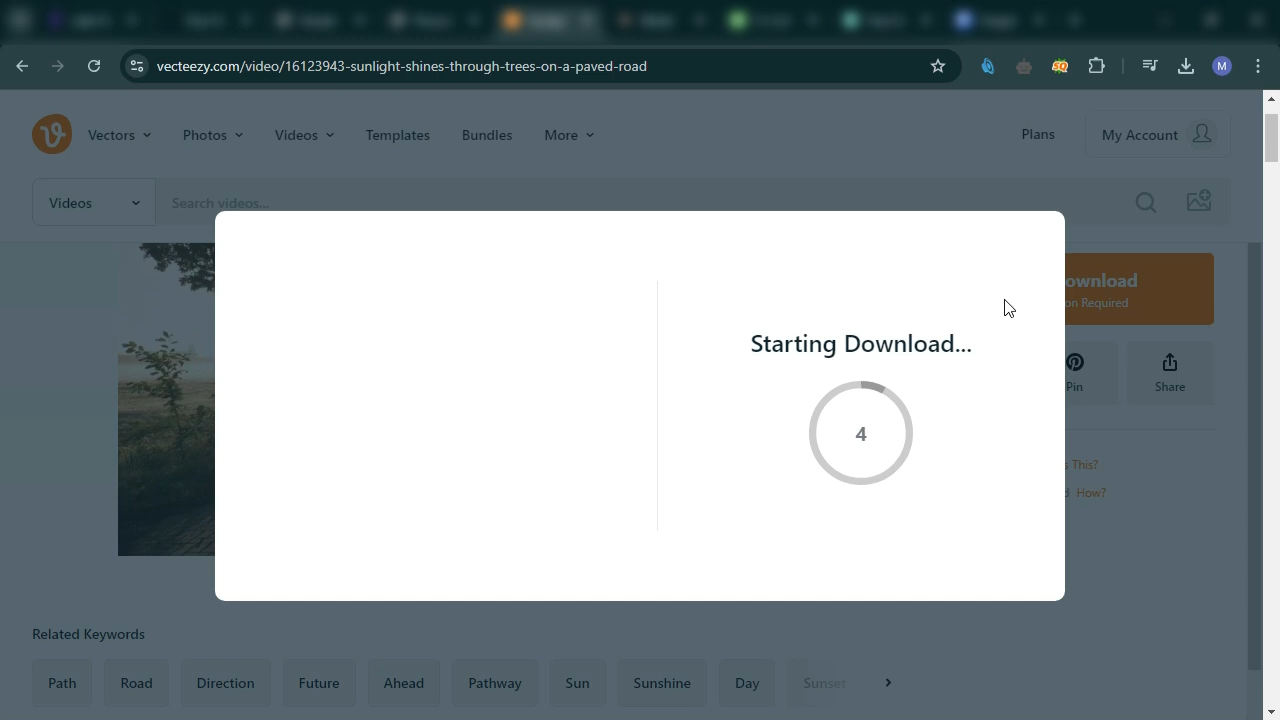 vecteezy.com/video/16123943-sunlight-shines-through-trees-on-a-paved-road
M
Vectors
Photos
Videos
Templates
Bundles
More
Plans
My Account
Videos
Search videos...
ownload
on Required
Starting Download...
4
Pin
Share
s This?
d How?
Related Keywords
Path
Road
Direction
Future
Ahead
Pathway
Sun
Sunshine
Day
Sunset